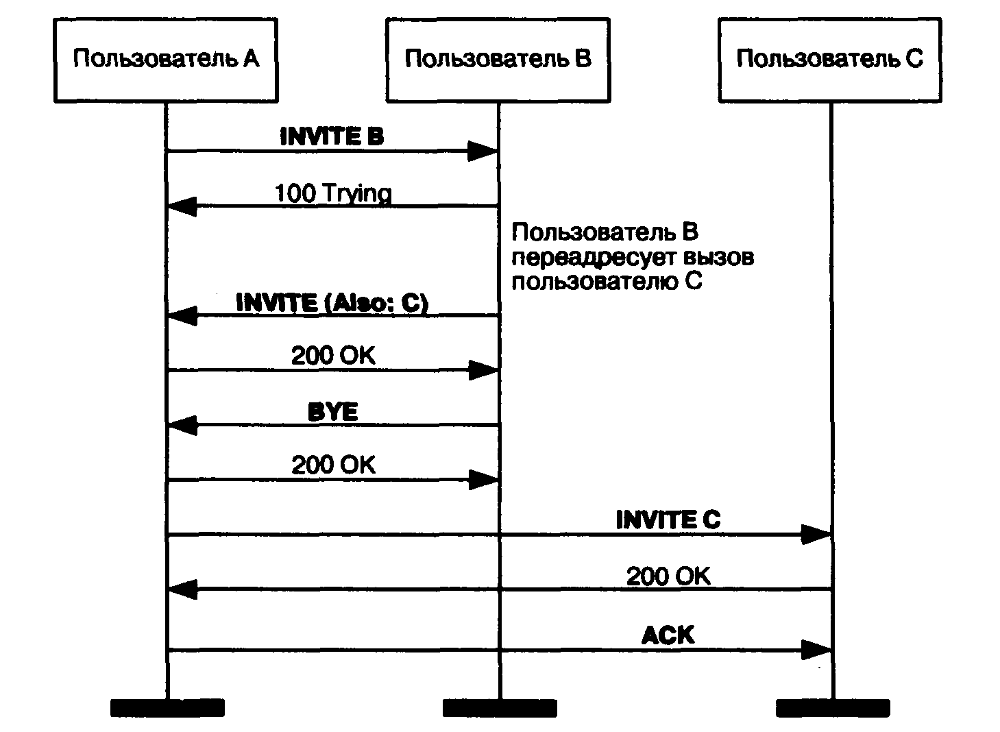 Пользователь А
Пользователь В
Пользователь С
INVITE B
100 Trying
Пользователь В
переадресует вызов
пользователю С
INVITE (Also: C)
200 OK
BYE
200 OK
INVITE C
200 OK
ACK